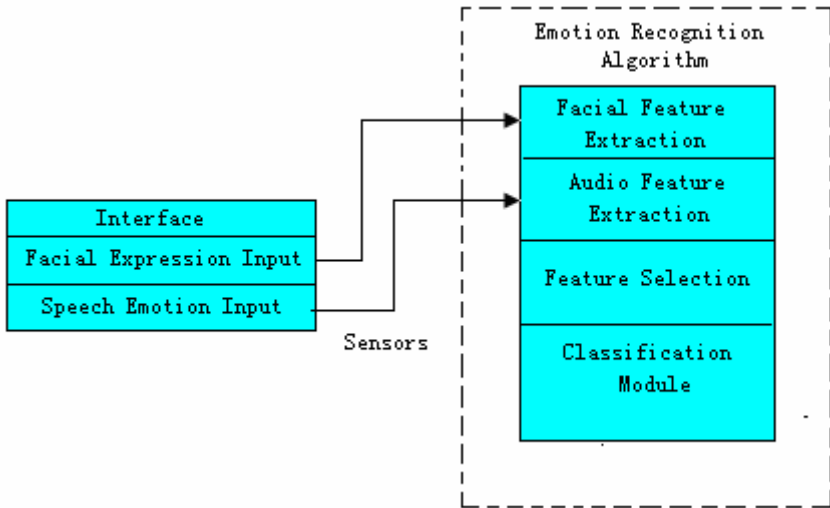 Emotion Recognition
Algorithm
Facial Feature
Extraction
Audio Feature
Extraction
Feature Selection
Classification
Module
Interface
Facial Expression Input
Speech Emotion Input
Sensors